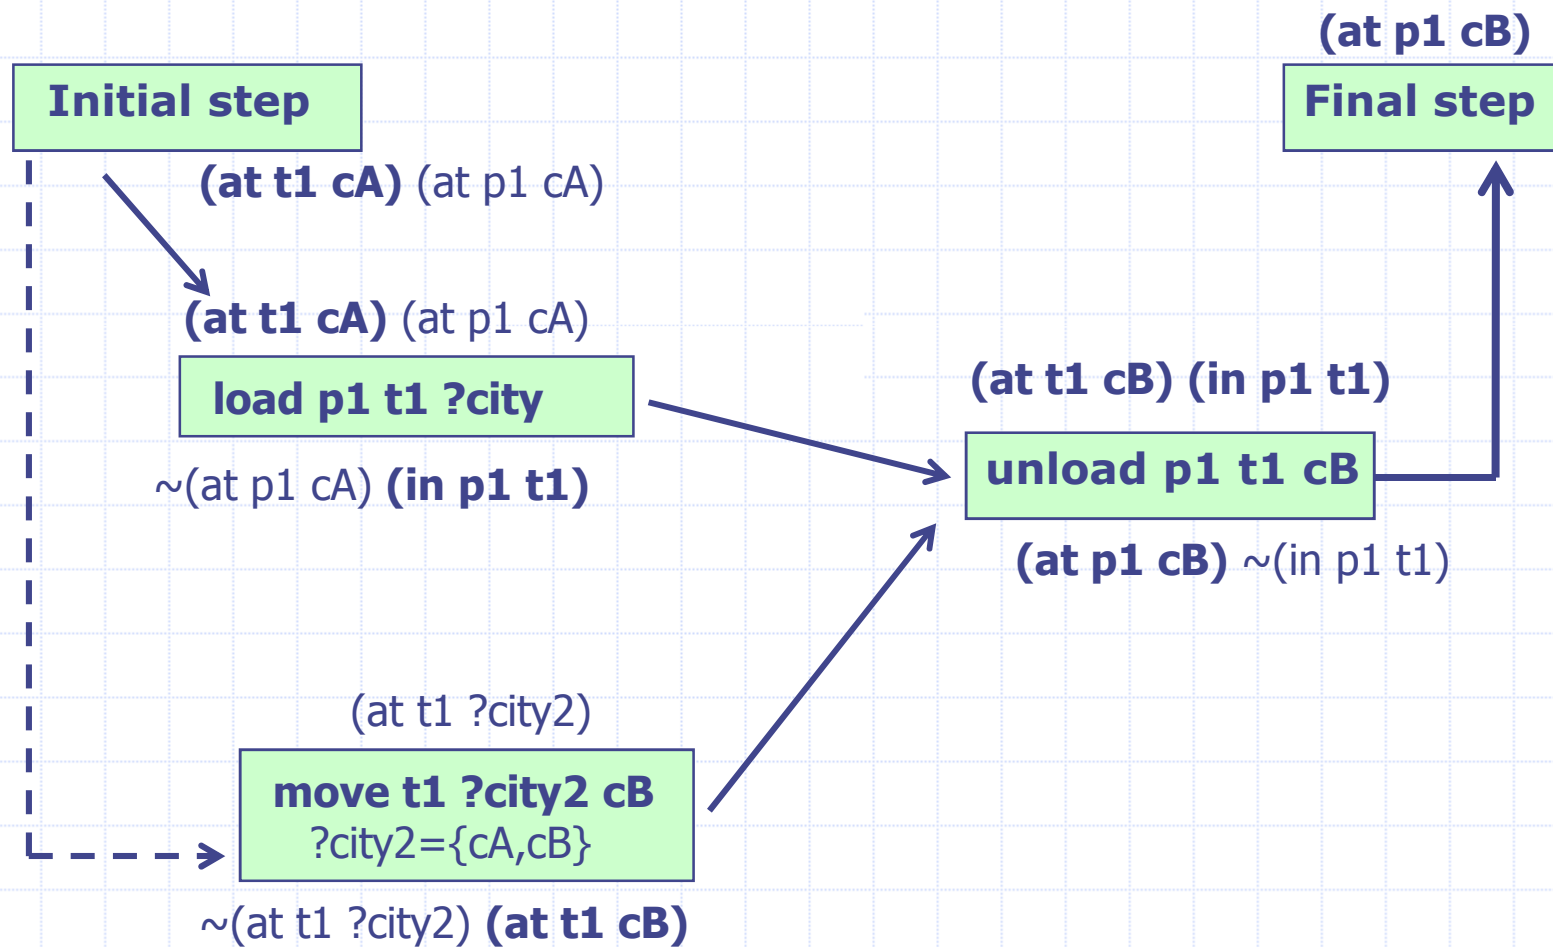 (at p1 cB)
Initial step
Final step
(at t1 cA) (at p1 cA)
(at t1 cA) (at p1 cA)
load p1 t1 ?city
~(at p1 cA) (in p1 t1)
(at t1 cB) (in p1 t1)
unload p1 t1 cB
(at p1 cB) ~(in p1 t1)
(at t1 ?city2)
move t1 ?city2 cB
?city2={cA,cB}
~(at t1 ?city2) (at t1 cB)